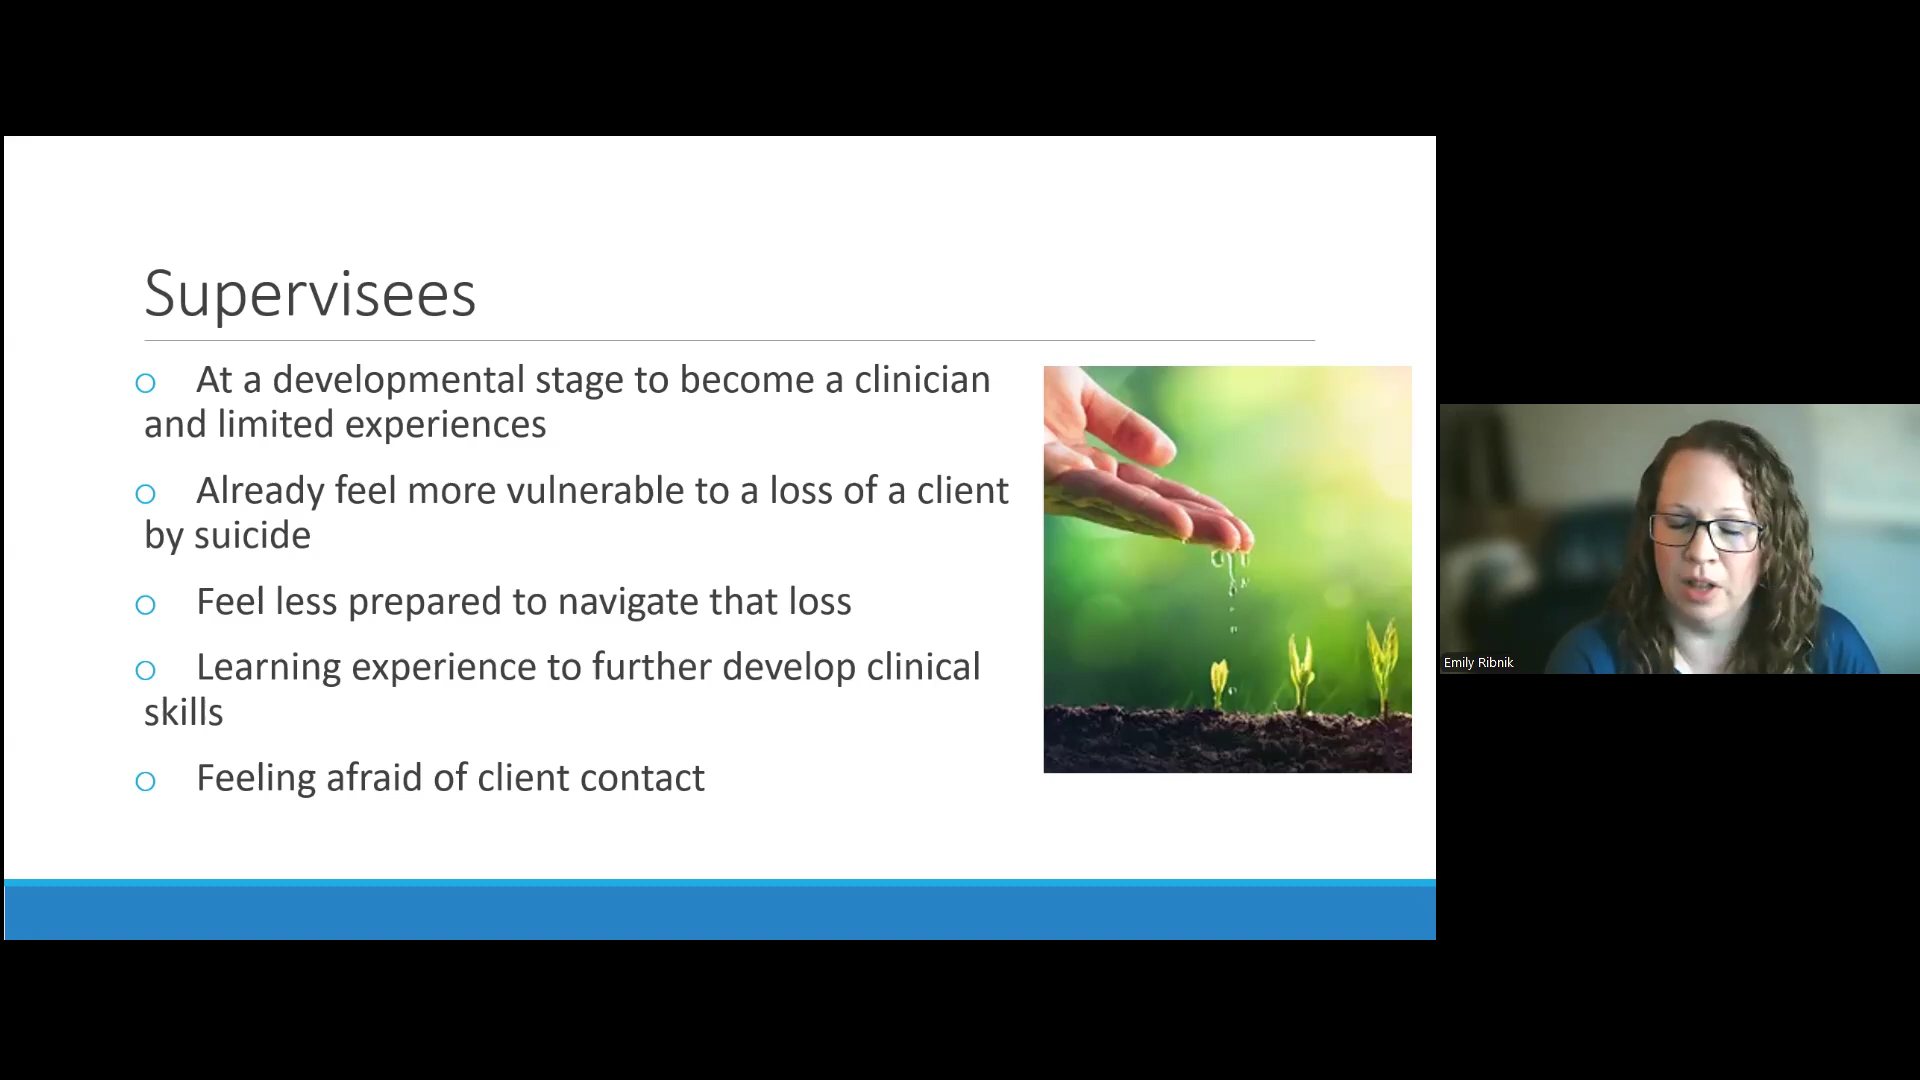 Supervisees
o At a developmental stage to become a clinician
and limited experiences
o Already feel more vulnerable to a loss of a client
by suicide
o Feel less prepared to navigate that loss
o Learning experience to further develop clinical
skills
o Feeling afraid of client contact
Emily Ribnik